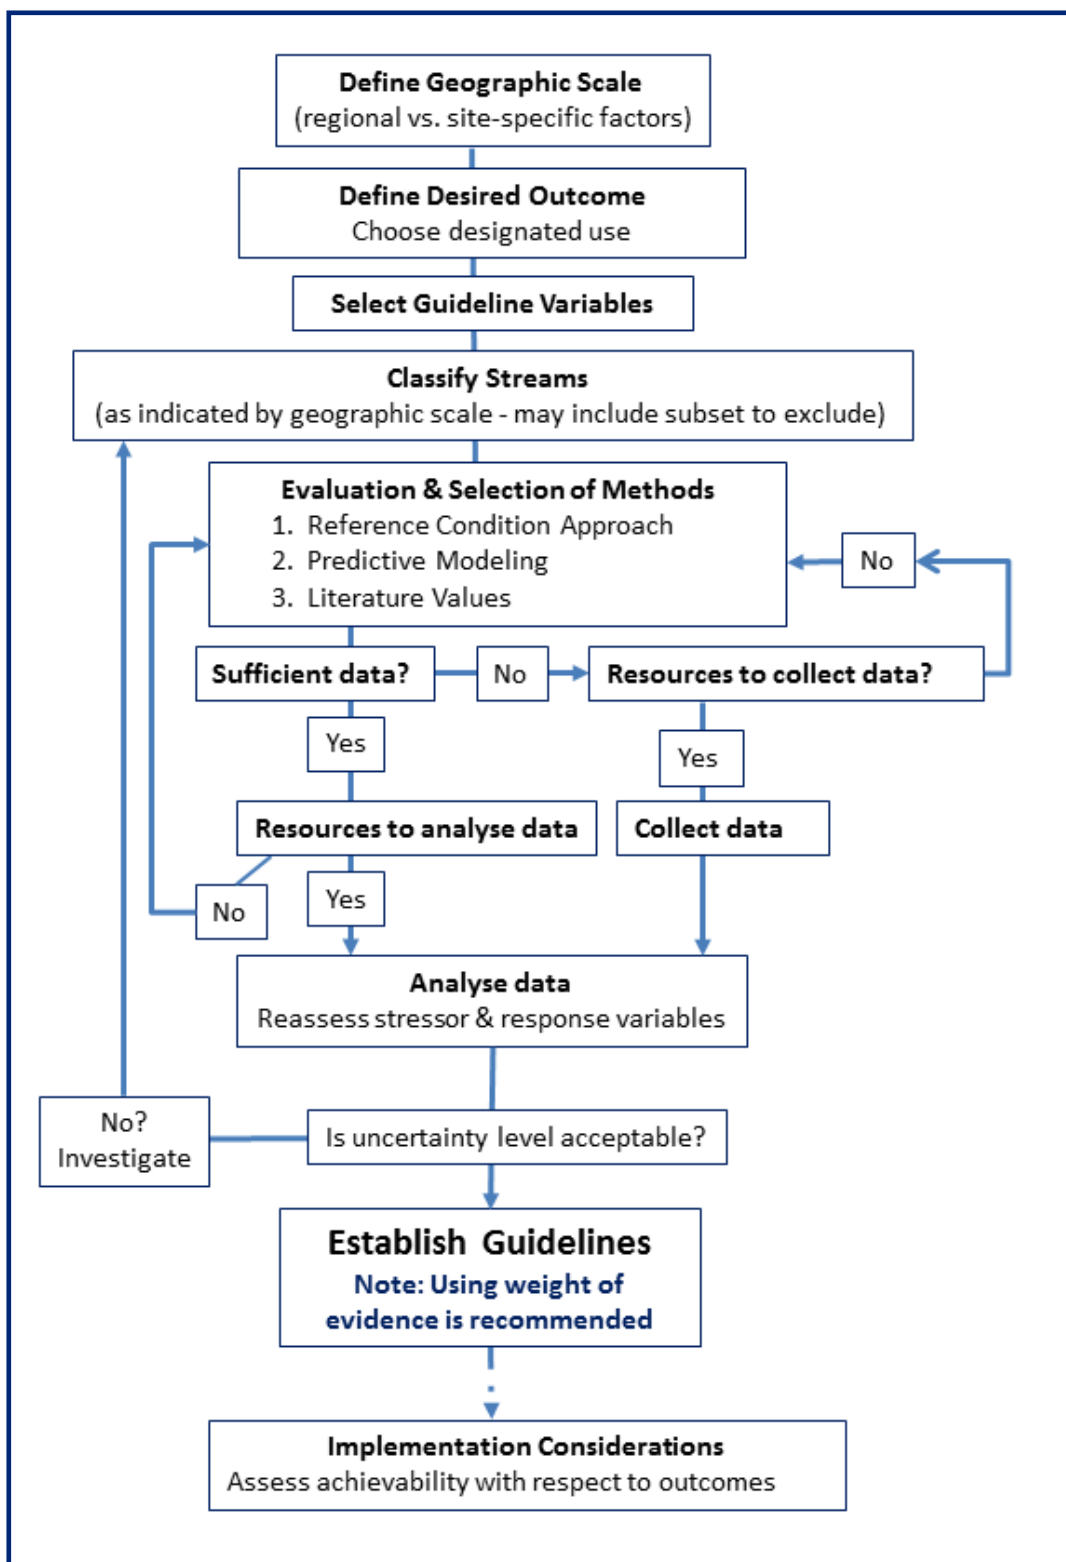 Define Geographic Scale
(regional vs. site-specific factors)
Define Desired Outcome
Choose designated use
Select Guideline Variables
Classify Streams
(as indicated by geographic scale - may include subset to exclude)
Evaluation & Selection of Methods
1. Reference Condition Approach
2. Predictive Modeling
3. Literature Values
No
Sufficient data?
No
Resources to collect data?
Yes
Yes
Resources to analyse data
Collect data
No
Yes
Analyse data
Reassess stressor & response variables
No?
Investigate
Is uncertainty level acceptable?
Establish Guidelines
Note: Using weight of
evidence is recommended
Implementation Considerations
Assess achievability with respect to outcomes